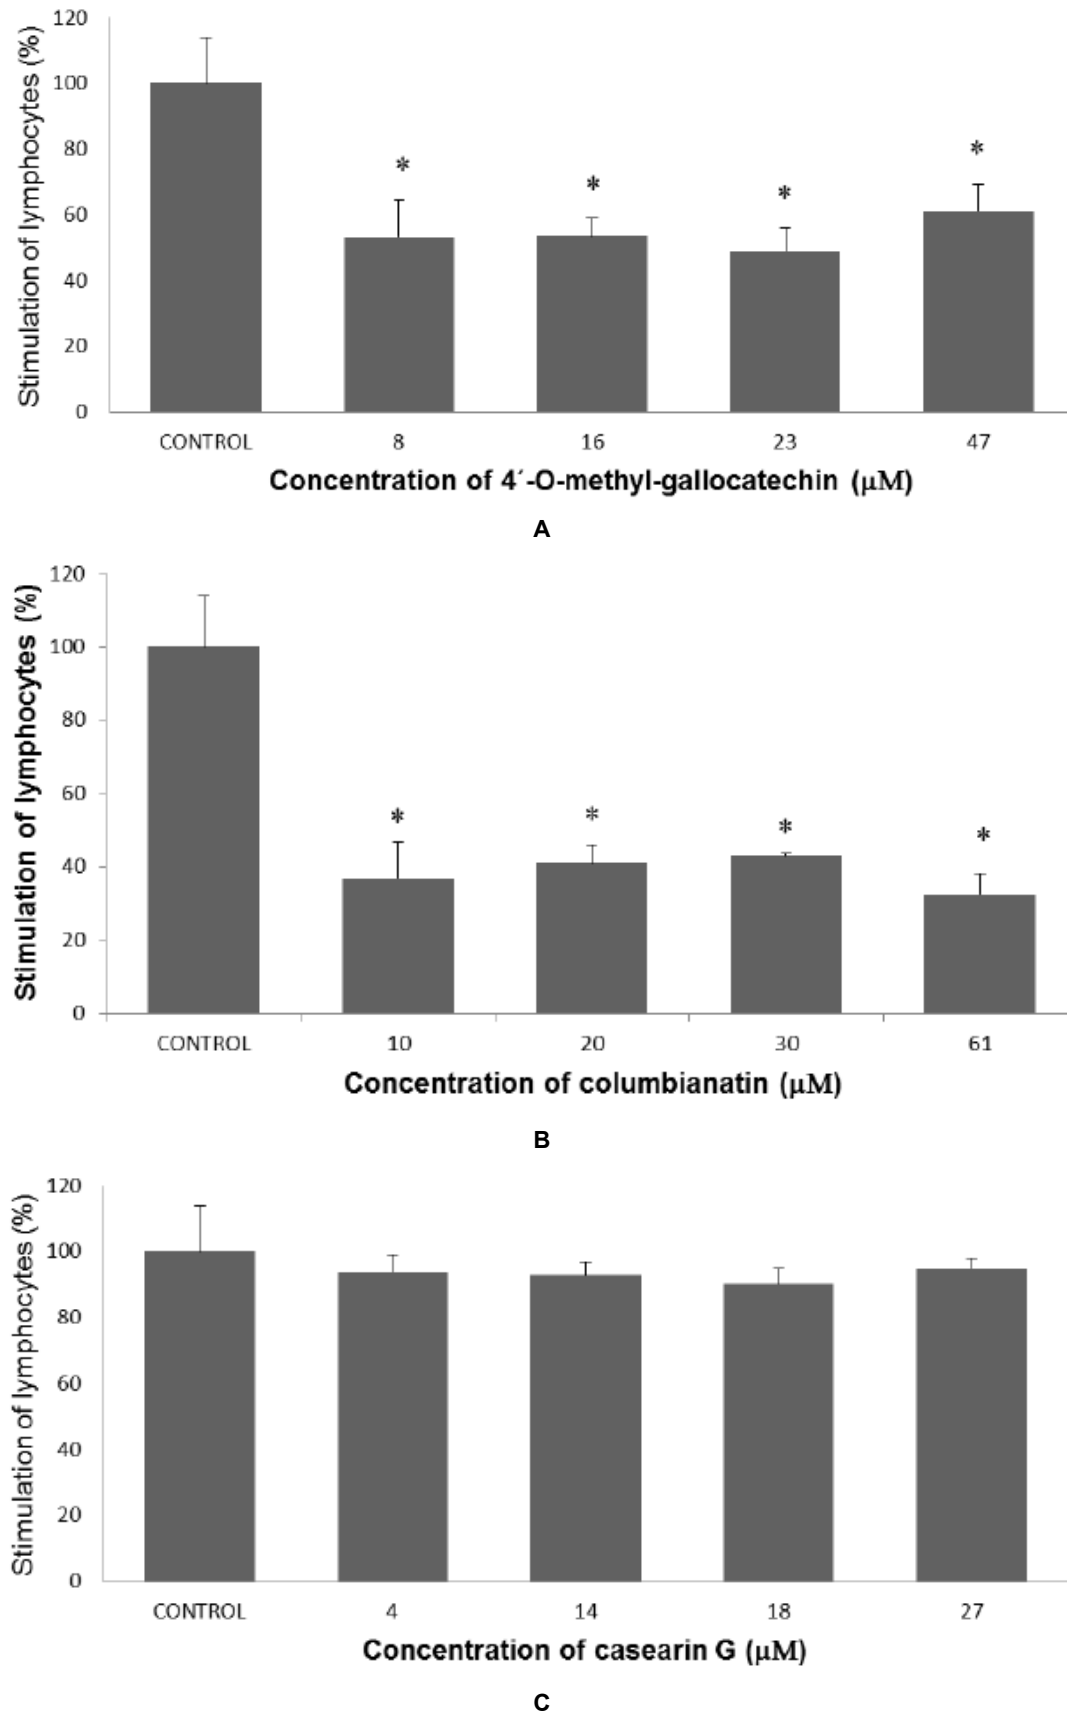 120
100
80
60
40
20
0
Stimulation of lymphocytes (%)
* * * *
CONTROL 8 16 23 47
Concentration of 4´-O-methyl-gallocatechin (µM)
A
120
100
80
60
40
20
0
Stimulation of lymphocytes (%)
* * * *
CONTROL 10 20 30 61
Concentration of columbianatin (µM)
B
120
100
80
60
40
20
0
Stimulation of lymphocytes (%)
CONTROL 4 14 18 27
Concentration of casearin G (µM)
C